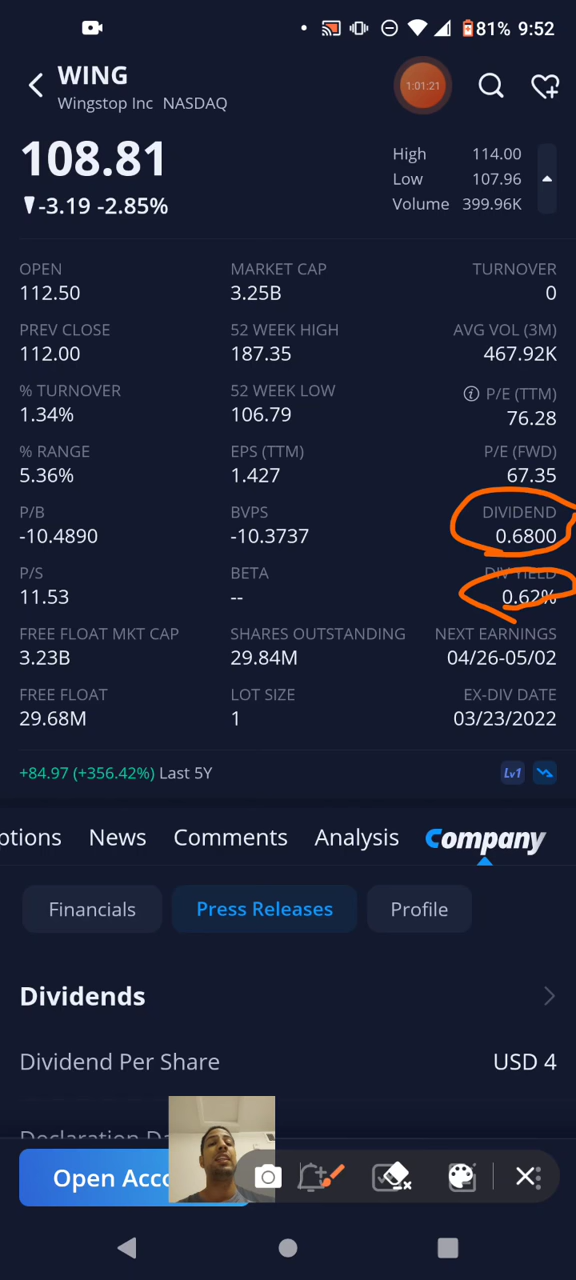 81% 9:52
WING
Wingstop Inc NASDAQ
1:01:21
108.81
-3.19 -2.85%
High 114.00
Low 107.96
Volume 399.96K
OPEN MARKET CAP TURNOVER
112.50 3.25B 0
PREV CLOSE 52 WEEK HIGH AVG VOL (3M)
112.00 187.35 467.92K
% TURNOVER 52 WEEK LOW P/E (TTM)
1.34% 106.79 76.28
% RANGE EPS (TTM) P/E (FWD)
5.36% 1.427 67.35
P/B BVPS DIVIDEND
-10.4890 -10.3737 0.6800
P/S BETA DIV YIELD
11.53 -- 0.62%
FREE FLOAT MKT CAP SHARES OUTSTANDING NEXT EARNINGS
3.23B 29.84M 04/26-05/02
FREE FLOAT LOT SIZE EX-DIV DATE
29.68M 1 03/23/2022
+84.97 (+356.42%) Last 5Y Lv1
ptions News Comments Analysis Company
Financials Press Releases Profile
Dividends
Dividend Per Share USD 4
Declaration Da
Open Acco